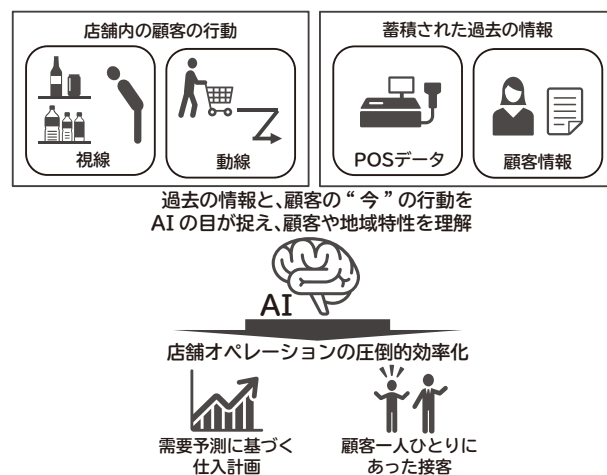 店舗内の顧客の行動
視線
動線
蓄積された過去の情報
POSデータ
顧客情報
過去の情報と、顧客の“今”の行動を
AIの目が捉え、顧客や地域特性を理解
AI
店舗オペレーションの圧倒的効率化
需要予測に基づく
仕入計画
顧客一人ひとりに
あった接客